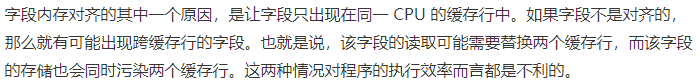 字段内存对齐的其中一个原因，是让字段只出现在同一 CPU 的缓存行中。如果字段不是对齐的，
那么就有可能出现跨缓存行的字段。也就是说，该字段的读取可能需要替换两个缓存行，而该字段
的存储也会同时污染两个缓存行。这两种情况对程序的执行效率而言都是不利的。